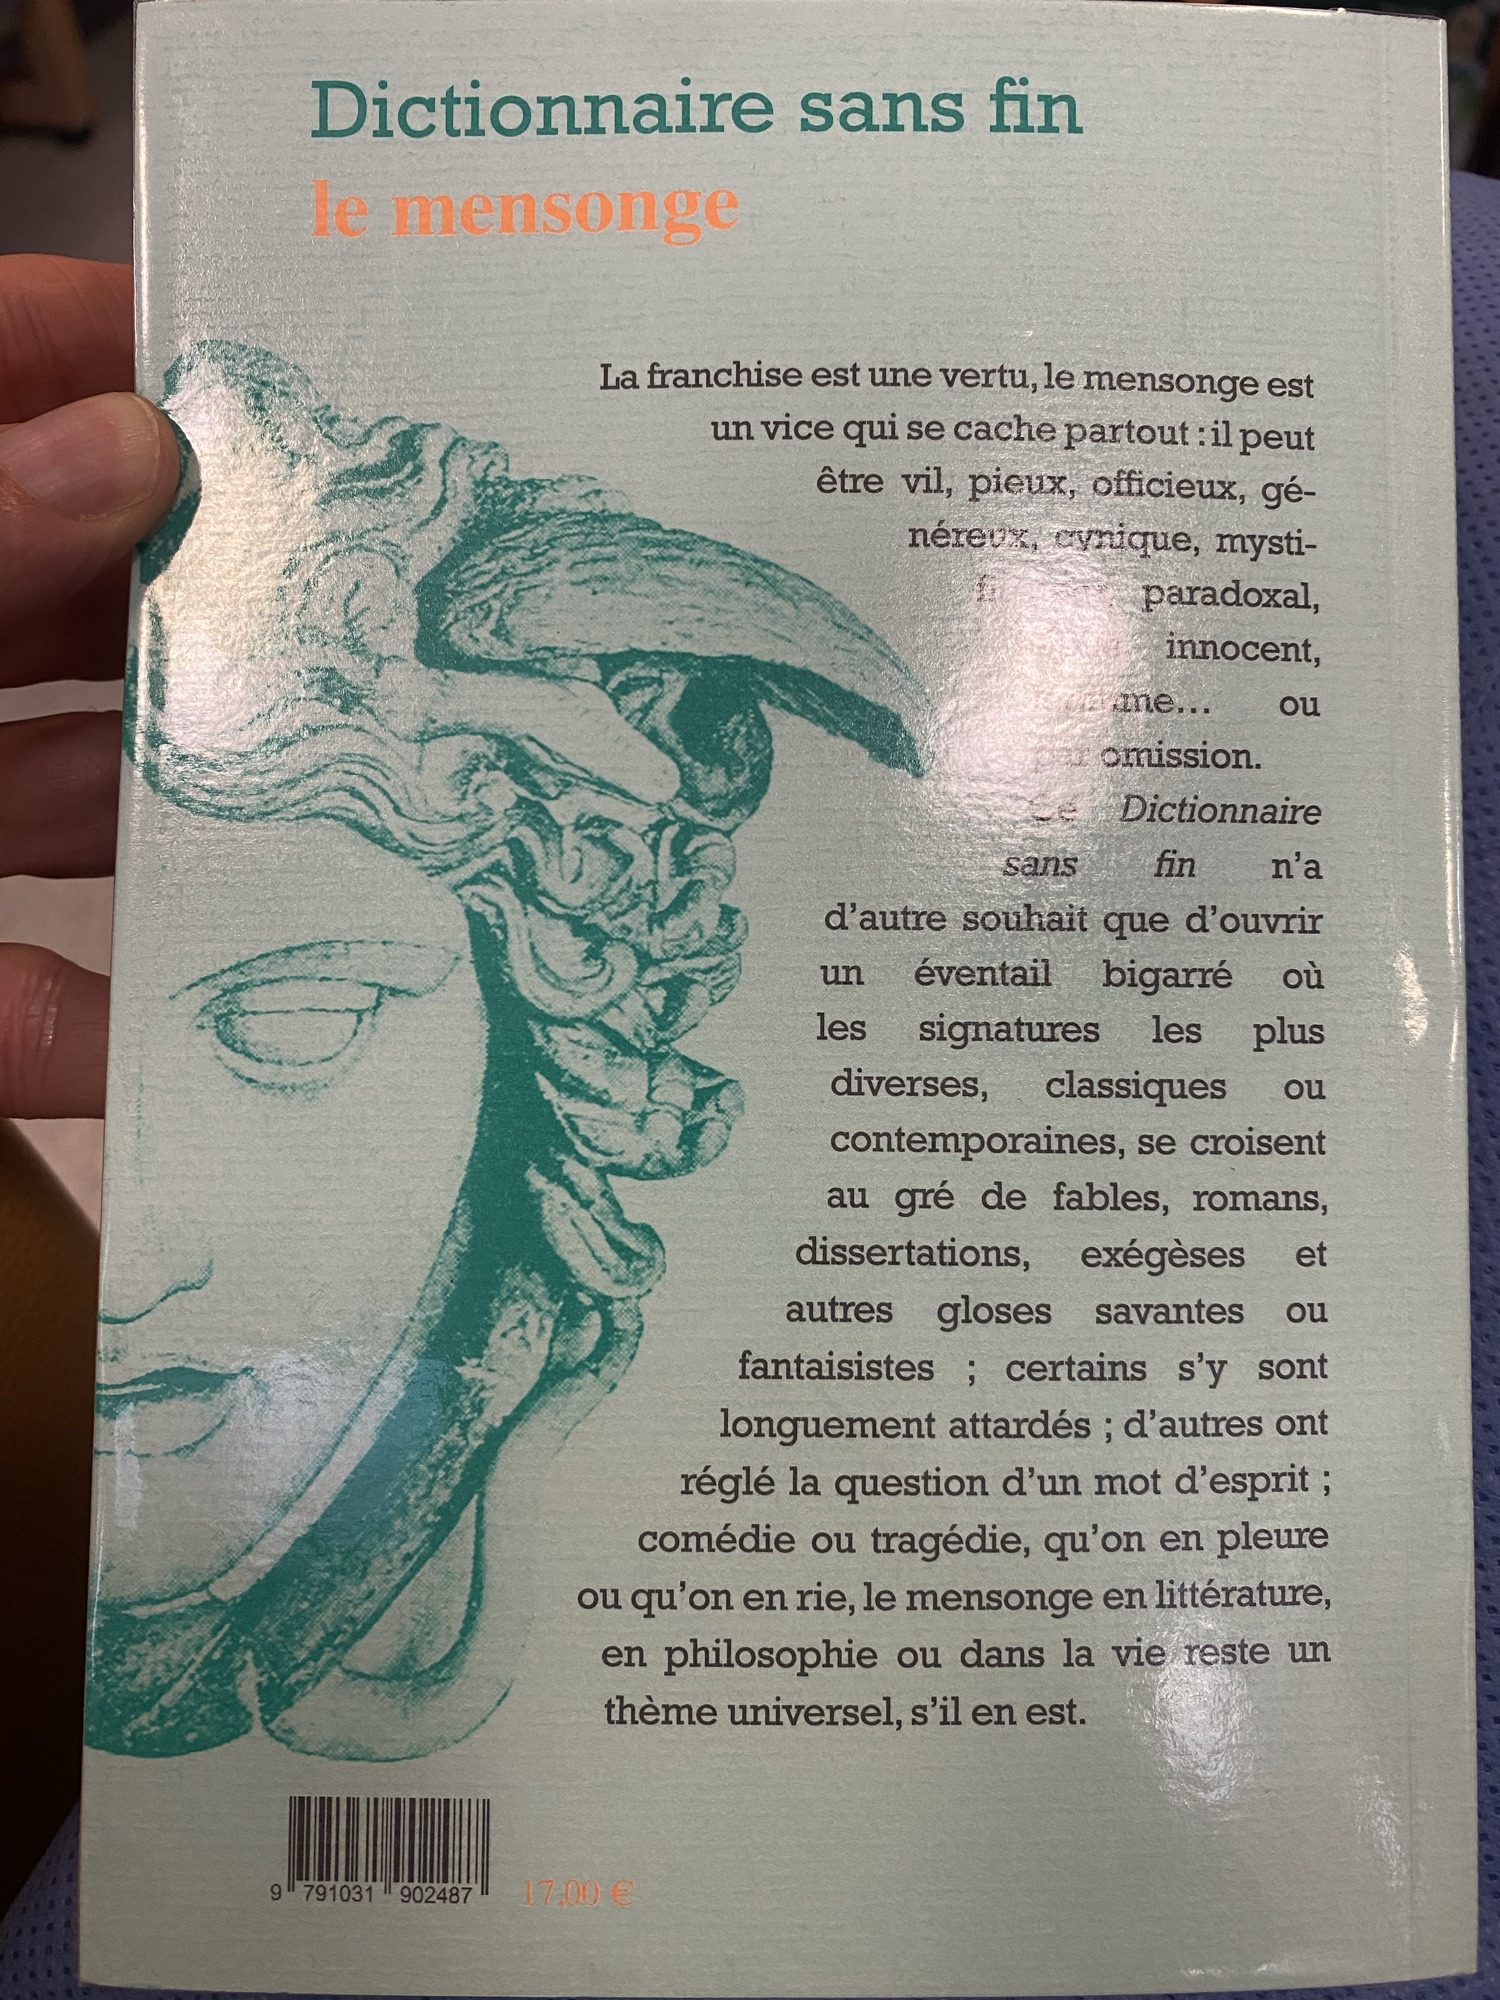 Dictionnaire sans fin
le mensonge
La franchise est une vertu, le mensonge est
un vice qui se cache partout : il peut
être vil, pieux, officieux, gé-
néreux, cynique, mysti-
paradoxal,
innocent,
ou
par omission.
Ce Dictionnaire
sans fin n'a
d'autre souhait que d'ouvrir
un éventail bigarré où
les signatures les plus
diverses, classiques ou
contemporaines, se croisent
au gré de fables, romans,
dissertations, exégèses et
autres gloses savantes ou
fantaisistes ; certains s'y sont
longuement attardés ; d'autres ont
réglé la question d'un mot d'esprit ;
comédie ou tragédie, qu'on en pleure
ou qu'on en rie, le mensonge en littérature,
en philosophie ou dans la vie reste un
thème universel, s'il en est.
9 791031 902487
17,00 €